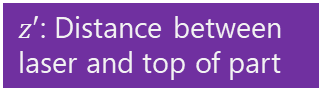 z′: Distance between
laser and top of part